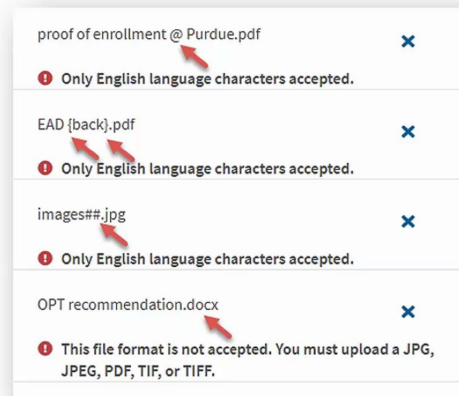 proof of enrollment @ Purdue.pdf
Only English language characters accepted.
EAD {back}.pdf
Only English language characters accepted.
images##.jpg
Only English language characters accepted.
OPT recommendation.docx
This file format is not accepted. You must upload a JPG,
JPEG, PDF, TIF, or TIFF.